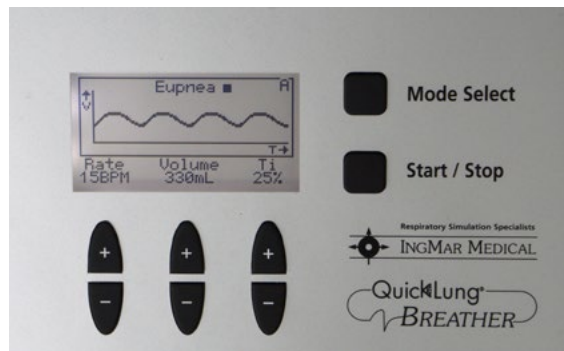 Eupnea ■ A
V
T→
Rate Volume Ti
15BPM 330mL 25%
Mode Select
Start / Stop
+ + +
− − −
Respiratory Simulation Specialists
INGMAR MEDICAL
QuickLung®
BREATHER